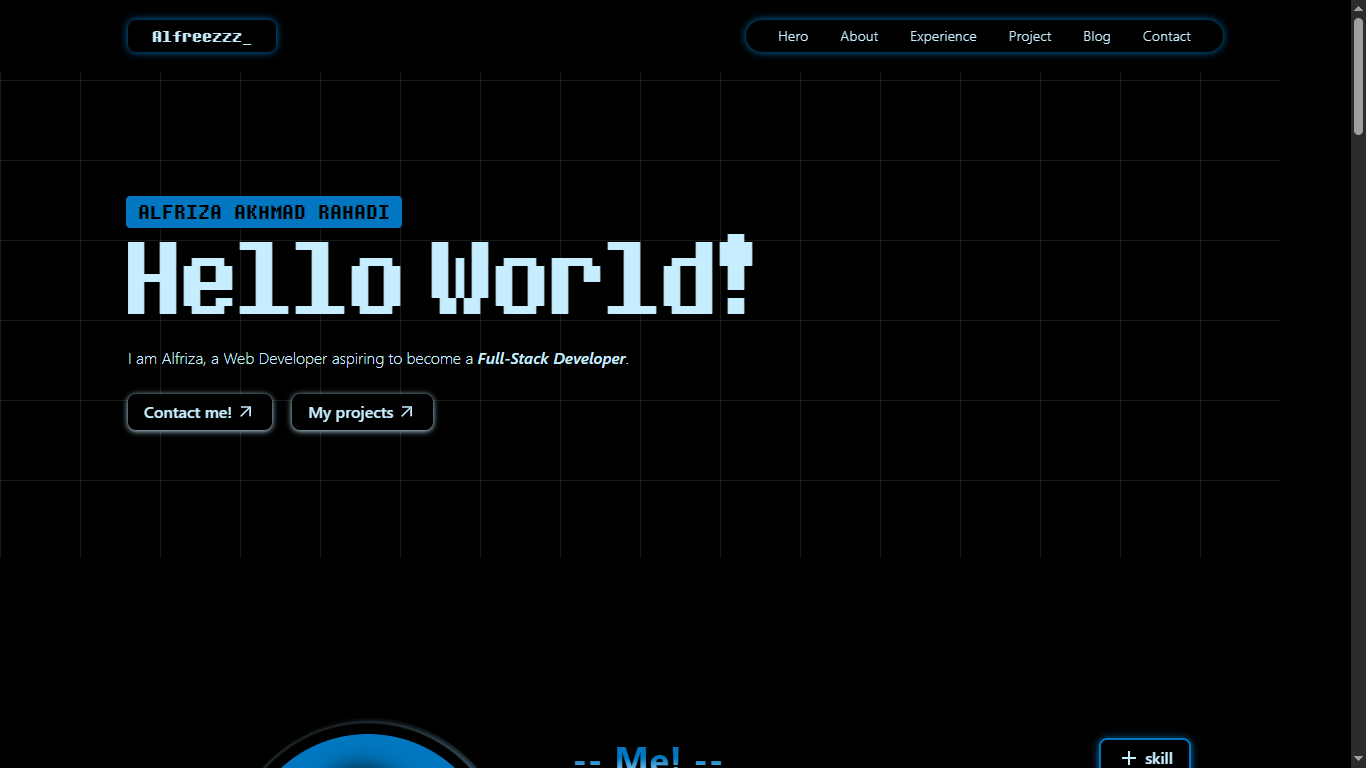 Alfreezzz_
Hero About Experience Project Blog Contact
ALFRIZA AKHMAD RAHADI
Hello World!
I am Alfriza, a Web Developer aspiring to become a Full-Stack Developer.
Contact me! My projects
-- Me! --
+ skill